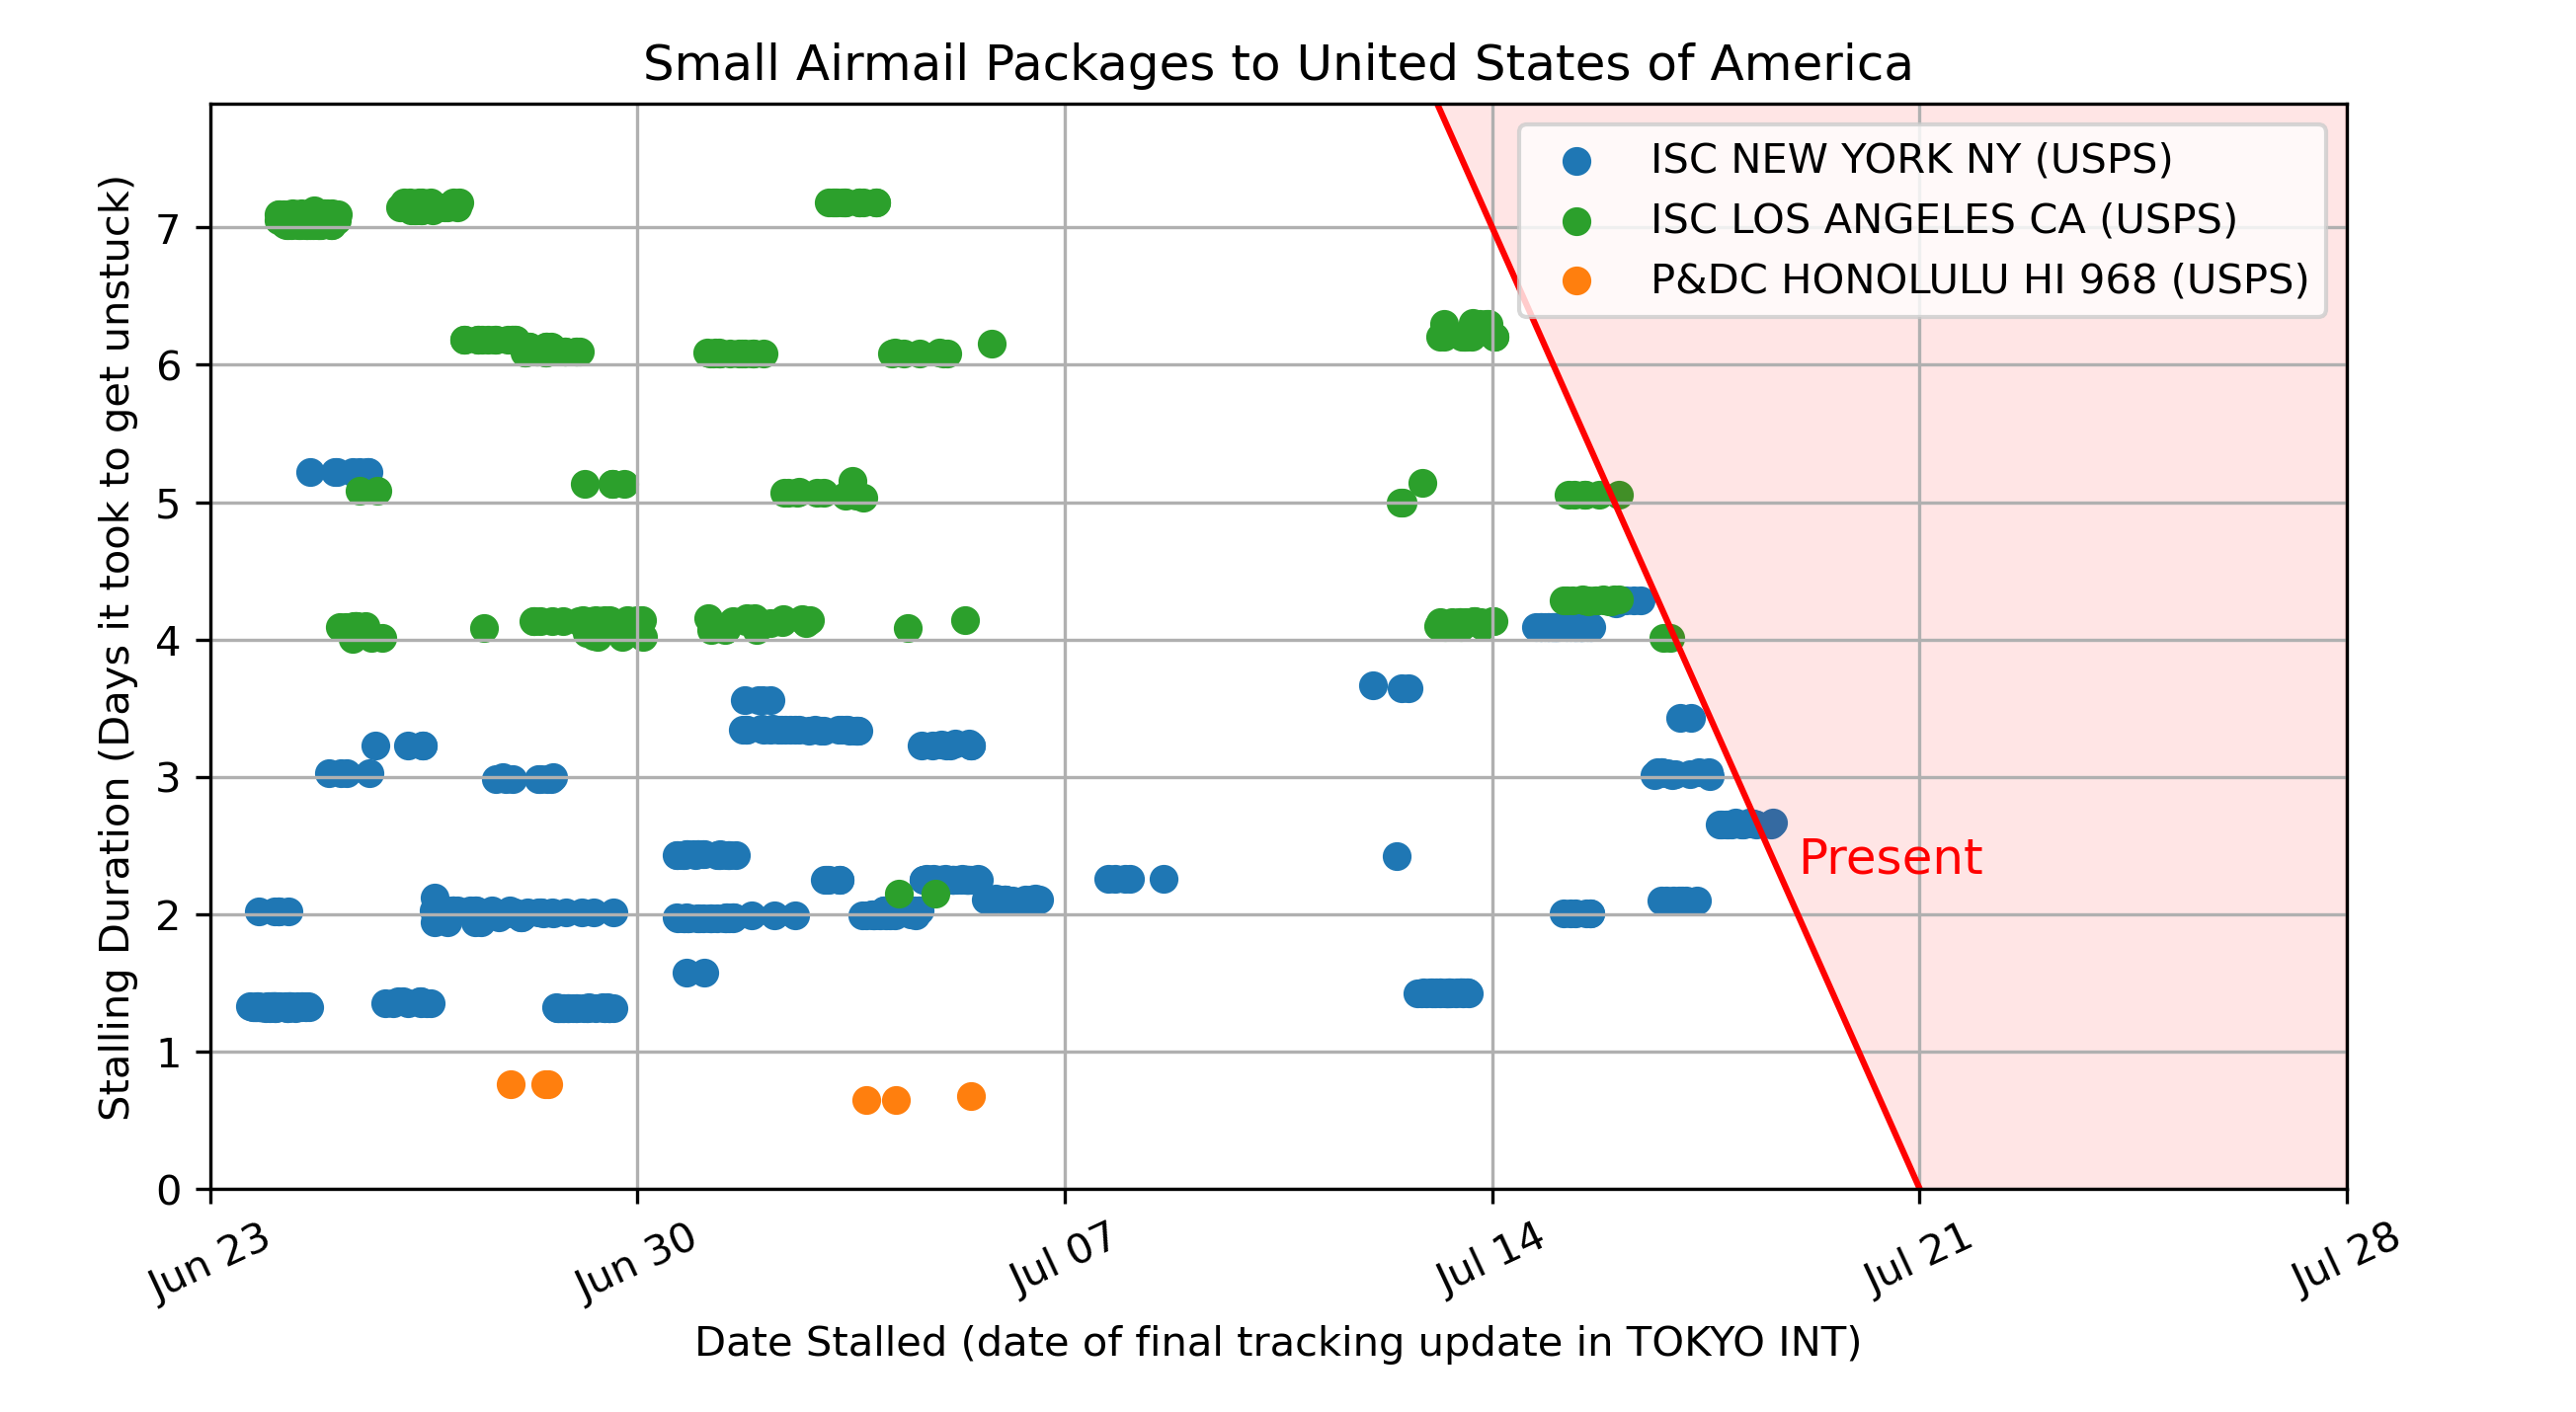 Small Airmail Packages to United States of America
ISC NEW YORK NY (USPS)
ISC LOS ANGELES CA (USPS)
P&DC HONOLULU HI 968 (USPS)
Stalling Duration (Days it took to get unstuck)
7
6
5
4
3
2
1
0
Present
Jun 23
Jun 30
Jul 07
Jul 14
Jul 21
Jul 28
Date Stalled (date of final tracking update in TOKYO INT)